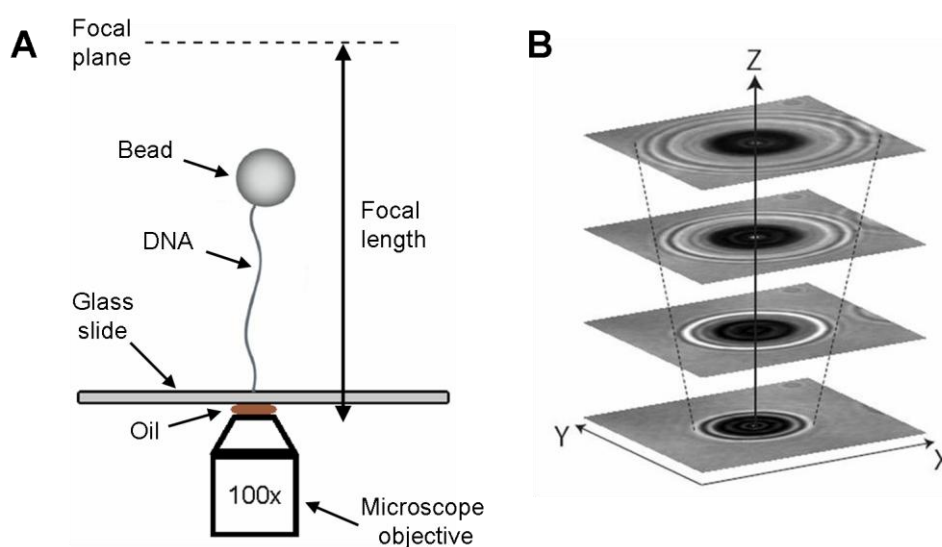 A
Focal
plane
Bead
DNA
Focal
length
Glass
slide
Oil
100x
Microscope
objective
B
Z
Y
X